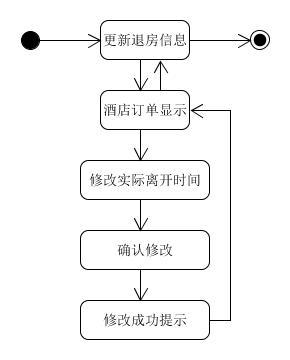 更新退房信息
酒店订单显示
修改实际离开时间
确认修改
修改成功提示